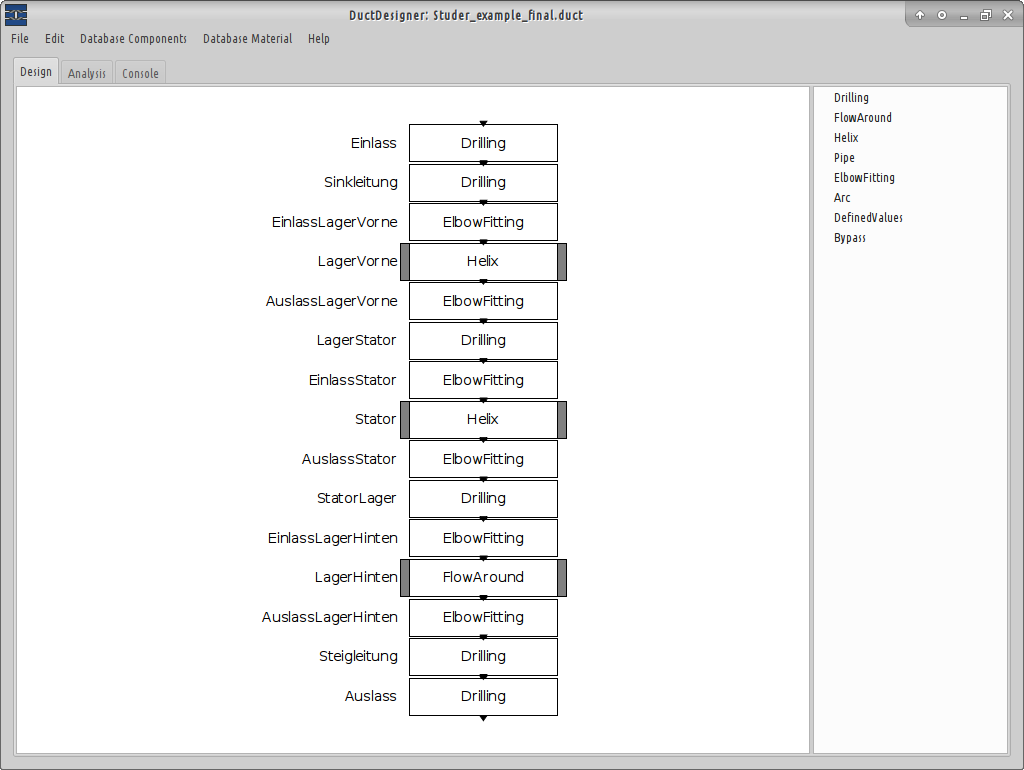 DuctDesigner: Studer_example_final.duct
File Edit Database Components Database Material Help
Design Analysis Console
Einlass Drilling
Sinkleitung Drilling
EinlassLagerVorne ElbowFitting
LagerVorne Helix
AuslassLagerVorne ElbowFitting
LagerStator Drilling
EinlassStator ElbowFitting
Stator Helix
AuslassStator ElbowFitting
StatorLager Drilling
EinlassLagerHinten ElbowFitting
LagerHinten FlowAround
AuslassLagerHinten ElbowFitting
Steigleitung Drilling
Auslass Drilling
Drilling
FlowAround
Helix
Pipe
ElbowFitting
Arc
DefinedValues
Bypass